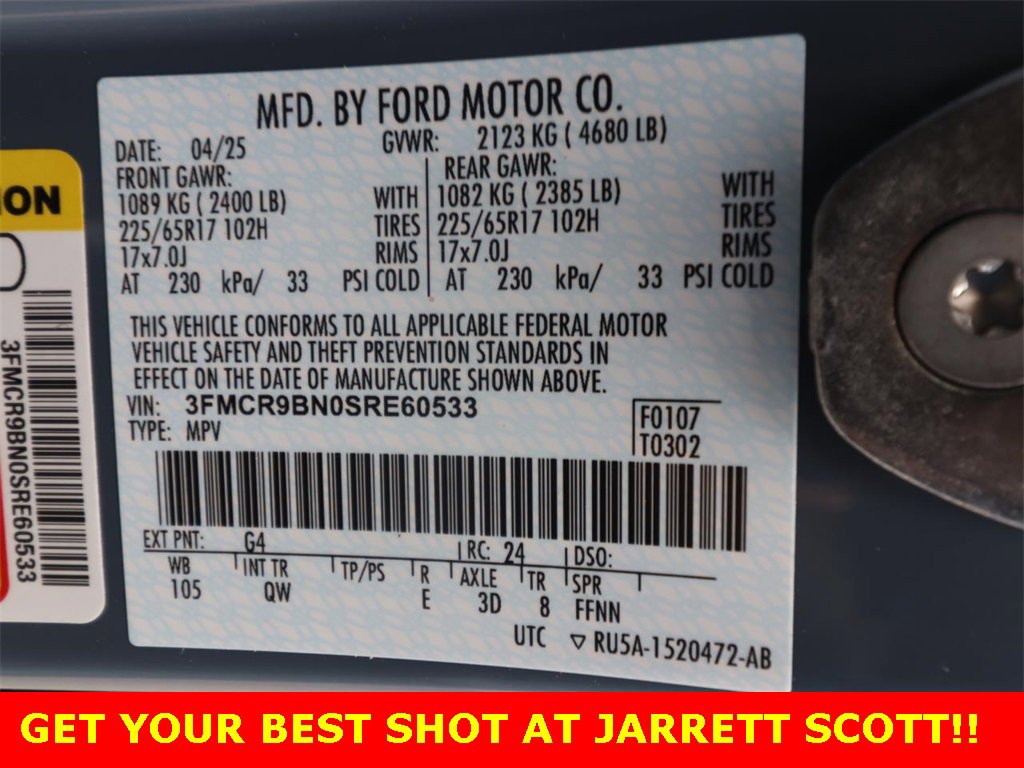 MFD. BY FORD MOTOR CO.
DATE: 04/25 GVWR: 2123 KG ( 4680 LB)
FRONT GAWR: REAR GAWR:
1089 KG ( 2400 LB) WITH 1082 KG ( 2385 LB) WITH
225/65R17 102H TIRES 225/65R17 102H TIRES
17x7.0J RIMS 17x7.0J RIMS
AT 230 kPa/ 33 PSI COLD AT 230 kPa/ 33 PSI COLD
THIS VEHICLE CONFORMS TO ALL APPLICABLE FEDERAL MOTOR
VEHICLE SAFETY AND THEFT PREVENTION STANDARDS IN
EFFECT ON THE DATE OF MANUFACTURE SHOWN ABOVE.
VIN: 3FMCR9BN0SRE60533
TYPE: MPV
F0107
T0302
EXT PNT: G4 RC: 24 DSO:
WB INT TR TP/PS R AXLE TR SPR
105 QW E 3D 8 FFNN
UTC ▽ RU5A-1520472-AB
3FMCR9BN0SRE60533
GET YOUR BEST SHOT AT JARRETT SCOTT!!